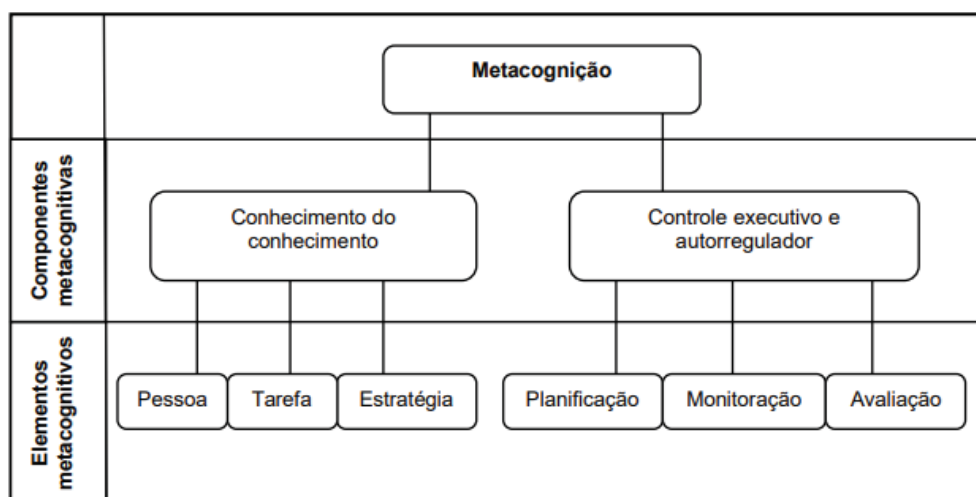 Metacognição
Componentes
metacognitivas
Conhecimento do
conhecimento
Controle executivo e
autorregulador
Elementos
metacognitivos
Pessoa
Tarefa
Estratégia
Planificação
Monitoração
Avaliação